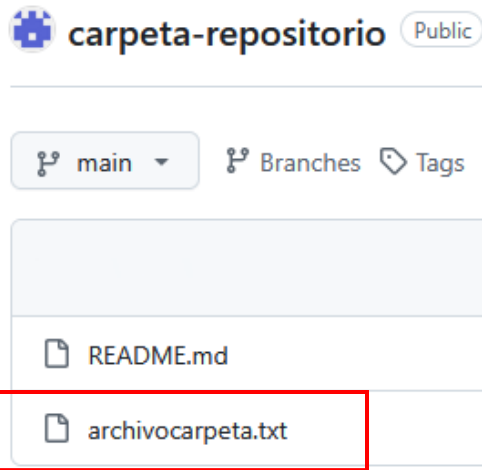 carpeta-repositorio Public
main Branches Tags
README.md
archivocarpeta.txt